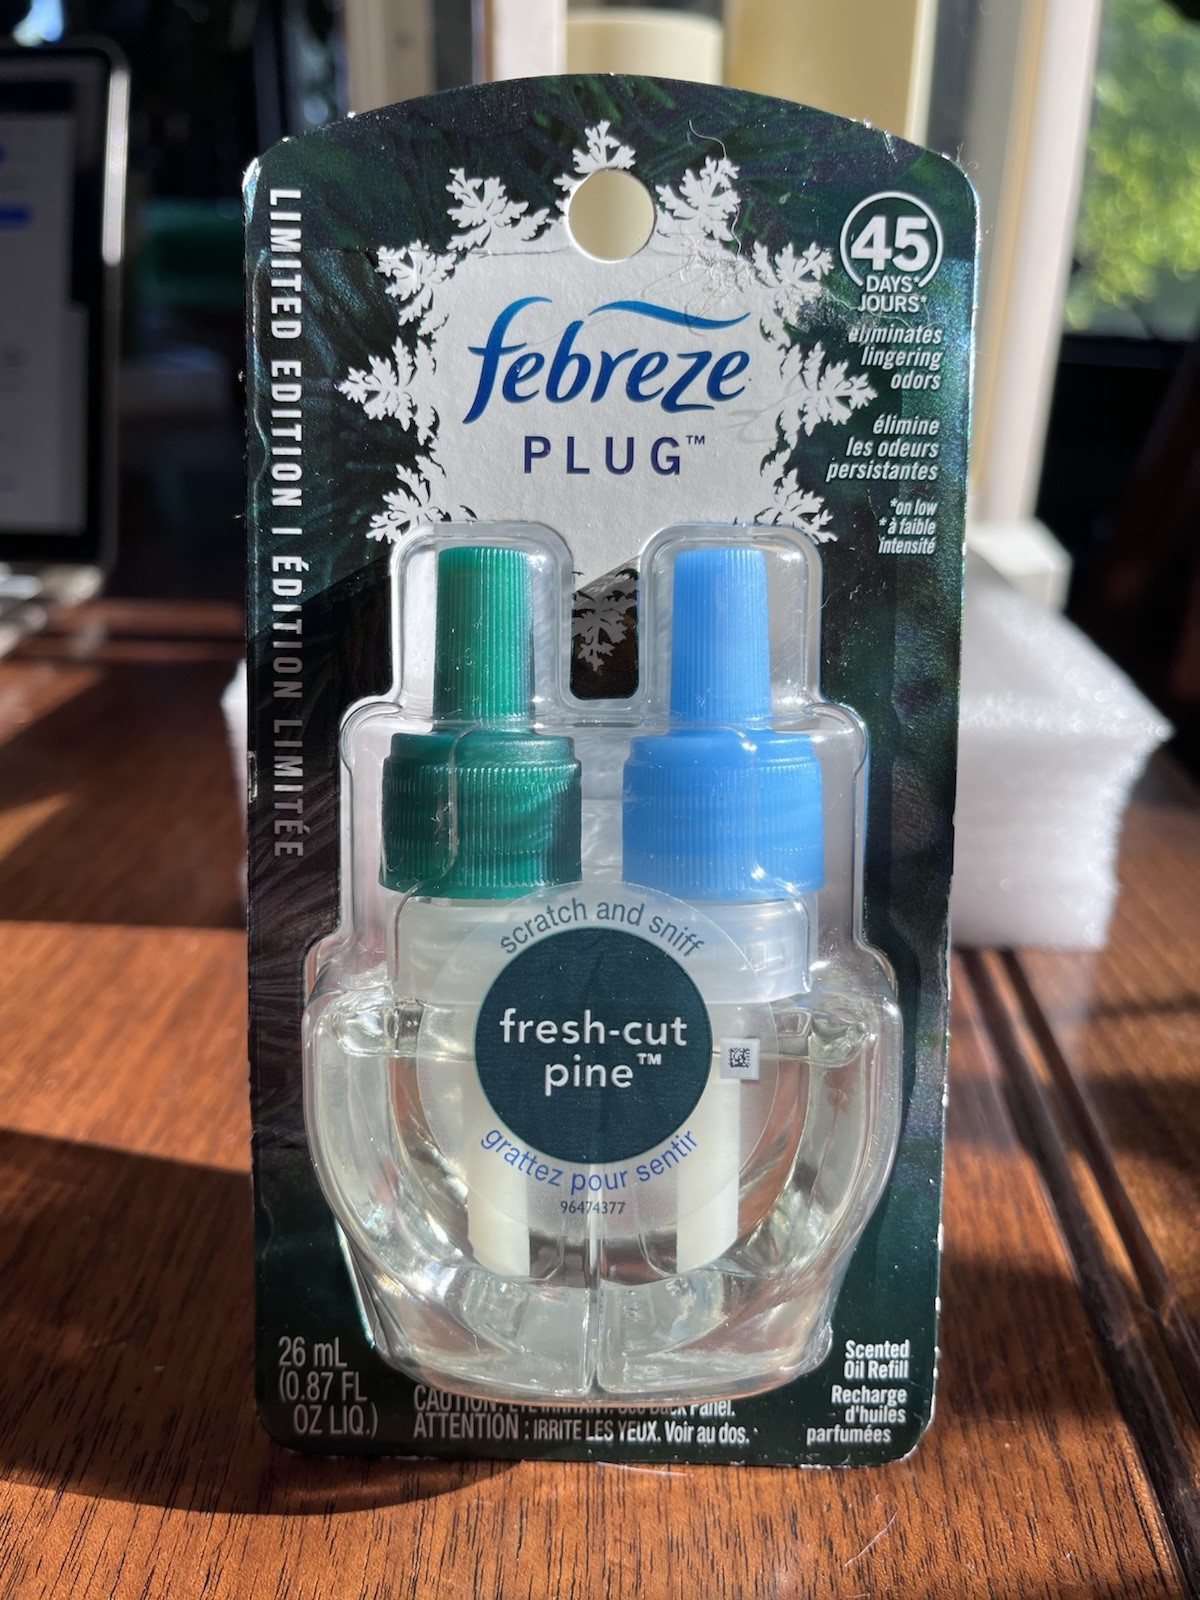 LIMITED EDITION | ÉDITION LIMITÉE
45
DAYS*
JOURS*
eliminates
lingering
odors
élimine
les odeurs
persistantes
*on low
*à faible
intensité
febreze
PLUG™
scratch and sniff
fresh-cut
pine™
grattez pour sentir
96474377
26 mL
(0.87 FL
OZ LIQ.)
CAUTION: Panel.
ATTENTION : IRRITE LES YEUX. Voir au dos.
Scented
Oil Refill
Recharge
d'huiles
parfumées